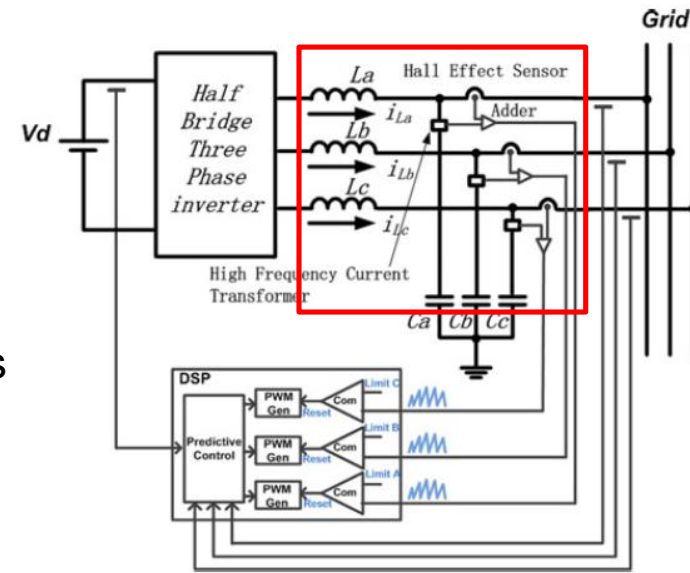 Grid
La
Hall Effect Sensor
Half
Bridge
Three
Phase
inverter
Vd
iLa
Adder
Lb
iLb
Lc
iLc
High Frequency Current
Transformer
Ca Cb Cc
s
DSP
Limit C
PWM
Gen
Reset
Com
Predictive
Control
Limit B
PWM
Gen
Reset
Com
Limit A
PWM
Gen
Reset
Com